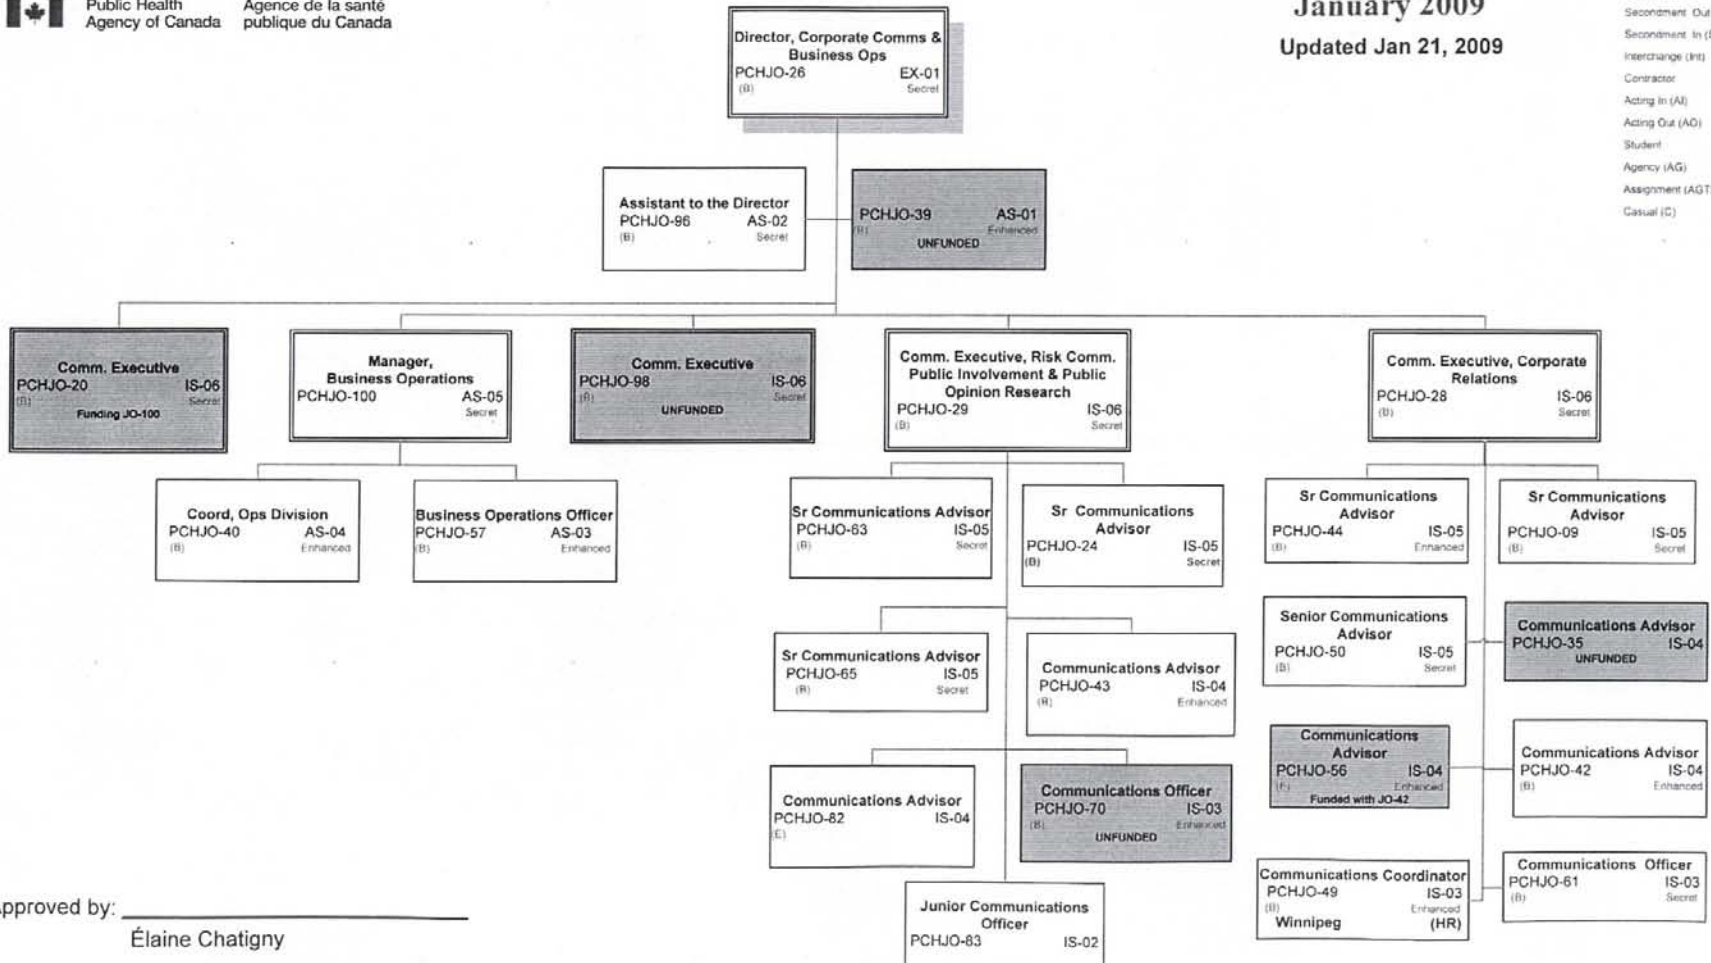 Public Health
Agency of Canada
Agence de la santé
publique du Canada
January 2009
Updated Jan 21, 2009
Secondment Out
Secondment In
Interchange (Int)
Contractor
Acting In (AI)
Acting Out (AO)
Student
Agency (AG)
Assignment (AGT
Casual (C)
Director, Corporate Comms &
Business Ops
PCHJO-26 EX-01
(B) Secret
Assistant to the Director
PCHJO-96 AS-02
(B) Secret
PCHJO-39 AS-01
(B) Enhanced
UNFUNDED
Comm. Executive
PCHJO-20 IS-06
(B) Secret
Funding JO-100
Manager,
Business Operations
PCHJO-100 AS-05
Secret
Comm. Executive
PCHJO-98 IS-06
(B) Secret
UNFUNDED
Comm. Executive, Risk Comm.
Public Involvement & Public
Opinion Research
PCHJO-29 IS-06
(B) Secret
Comm. Executive, Corporate
Relations
PCHJO-28 IS-06
(B) Secret
Coord, Ops Division
PCHJO-40 AS-04
(B) Enhanced
Business Operations Officer
PCHJO-57 AS-03
(B) Enhanced
Sr Communications Advisor
PCHJO-63 IS-05
(B) Secret
Sr Communications
Advisor
PCHJO-24 IS-05
(B) Secret
Sr Communications
Advisor
PCHJO-44 IS-05
(B) Enhanced
Sr Communications
Advisor
PCHJO-09 IS-05
(B) Secret
Sr Communications Advisor
PCHJO-65 IS-05
(B) Secret
Communications Advisor
PCHJO-43 IS-04
(B) Enhanced
Senior Communications
Advisor
PCHJO-50 IS-05
(B) Secret
Communications Advisor
PCHJO-35 IS-04
UNFUNDED
Communications Advisor
PCHJO-82 IS-04
(E)
Communications Officer
PCHJO-70 IS-03
(B) Enhanced
UNFUNDED
Communications
Advisor
PCHJO-56 IS-04
Enhanced
Funded with JO-42
Communications Advisor
PCHJO-42 IS-04
(B) Enhanced
Junior Communications
Officer
PCHJO-83 IS-02
Communications Coordinator
PCHJO-49 IS-03
(B) Enhanced
Winnipeg (HR)
Communications Officer
PCHJO-61 IS-03
(B) Secret
Approved by:
Élaine Chatigny